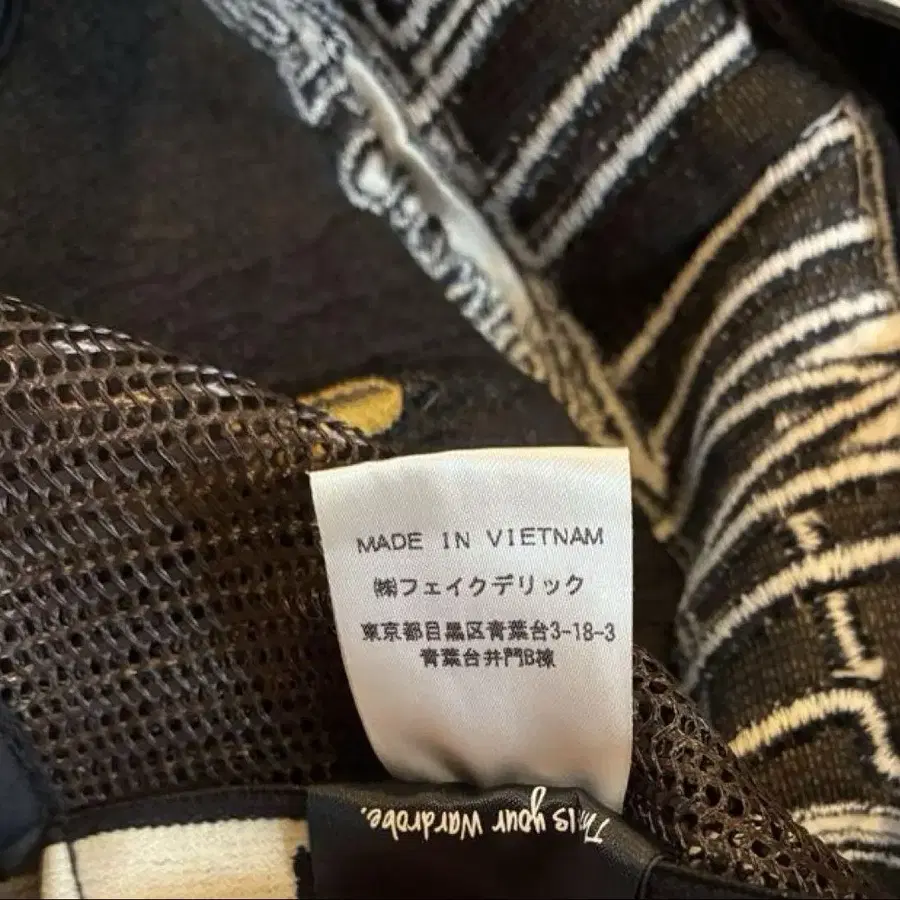 MADE IN VIETNAM
㈱フェイクデリック
東京都目黒区青葉台3-18-3
青葉台井門B棟
This is your wardrobe.